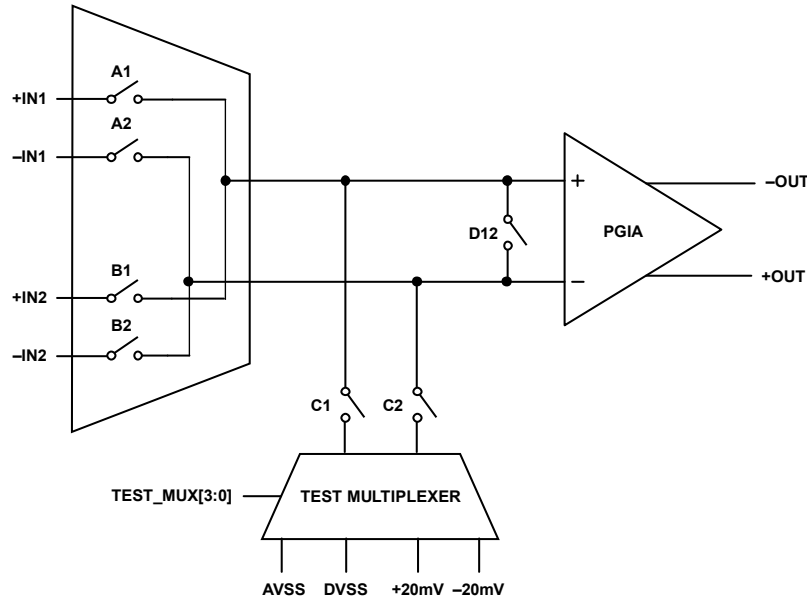 A1
+IN1
A2
–IN1
+
–OUT
D12
PGIA
B1
–
+OUT
+IN2
B2
–IN2
C1
C2
TEST_MUX[3:0]
TEST MULTIPLEXER
AVSS DVSS +20mV –20mV